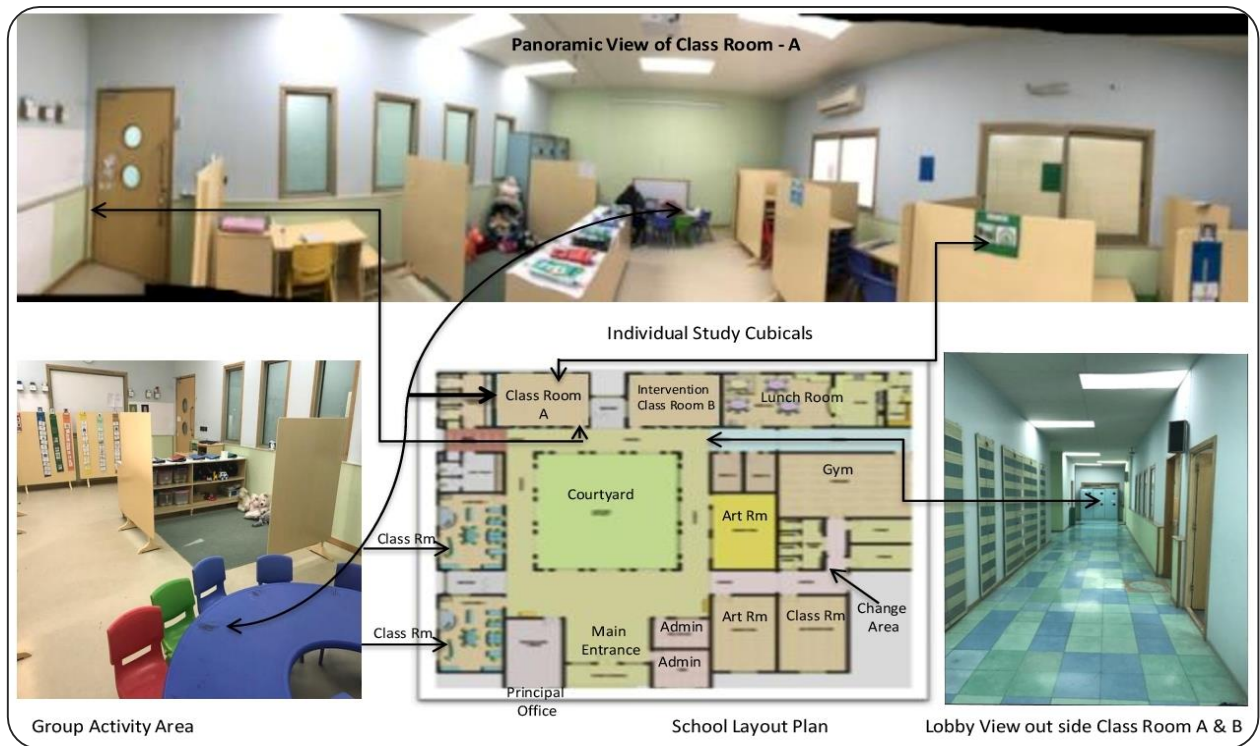 Panoramic View of Class Room - A
Individual Study Cubicals
Class Room
A
Intervention
Class Room B
Lunch Room
Courtyard
Gym
Art Rm
Class Rm
Class Rm
Main
Entrance
Admin
Admin
Art Rm
Class Rm
Change
Area
Principal
Office
Group Activity Area
School Layout Plan
Lobby View out side Class Room A & B